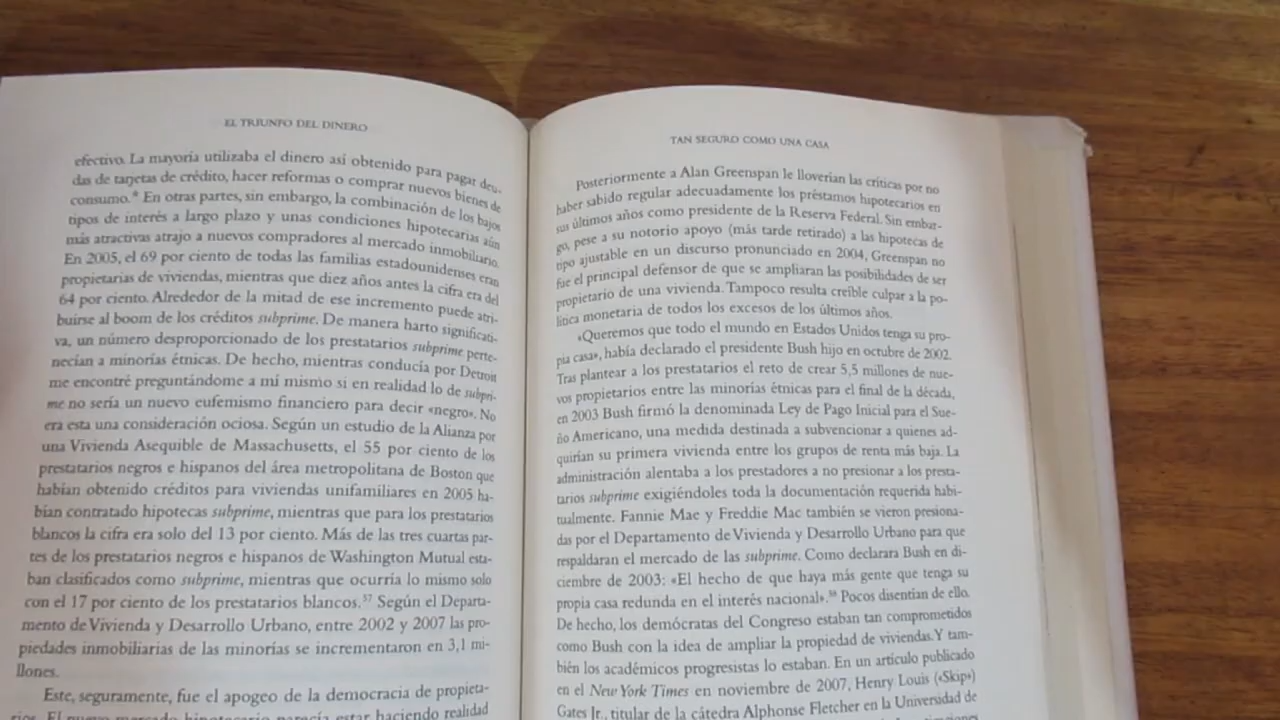 EL TRIUNFO DEL DINERO
efectivo. La mayoría utilizaba el dinero así obtenido para pagar deu-
das de tarjetas de crédito, hacer reformas o comprar nuevos bienes de
consumo.* En otras partes, sin embargo, la combinación de los bajos
tipos de interés a largo plazo y unas condiciones hipotecarias aún
más atractivas atrajo a nuevos compradores al mercado inmobiliario.
En 2005, el 69 por ciento de todas las familias estadounidenses eran
propietarias de viviendas, mientras que diez años antes la cifra era del
64 por ciento. Alrededor de la mitad de ese incremento puede atri-
buirse al boom de los créditos subprime. De manera harto significati-
va, un número desproporcionado de los prestatarios subprime perte-
necían a minorías étnicas. De hecho, mientras conducía por Detroit
me encontré preguntándome a mí mismo si en realidad lo de subpri-
me no sería un nuevo eufemismo financiero para decir «negro». No
era esta una consideración ociosa. Según un estudio de la Alianza por
una Vivienda Asequible de Massachusetts, el 55 por ciento de los
prestatarios negros e hispanos del área metropolitana de Boston que
habían obtenido créditos para viviendas unifamiliares en 2005 ha-
bían contratado hipotecas subprime, mientras que para los prestatarios
blancos la cifra era solo del 13 por ciento. Más de las tres cuartas par-
tes de los prestatarios negros e hispanos de Washington Mutual esta-
ban clasificados como subprime, mientras que ocurría lo mismo solo
con el 17 por ciento de los prestatarios blancos.57 Según el Departa-
mento de Vivienda y Desarrollo Urbano, entre 2002 y 2007 las pro-
piedades inmobiliarias de las minorías se incrementaron en 3,1 mi-
llones.
Este, seguramente, fue el apogeo de la democracia de propieta-
rios. El nuevo mercado hipotecario parecía estar haciendo realidad
TAN SEGURO COMO UNA CASA
Posteriormente a Alan Greenspan le lloverían las críticas por no
haber sabido regular adecuadamente los préstamos hipotecarios en
sus últimos años como presidente de la Reserva Federal. Sin embar-
go, pese a su notorio apoyo (más tarde retirado) a las hipotecas de
tipo ajustable en un discurso pronunciado en 2004, Greenspan no
fue el principal defensor de que se ampliaran las posibilidades de ser
propietario de una vivienda. Tampoco resulta creíble culpar a la po-
lítica monetaria de todos los excesos de los últimos años.
«Queremos que todo el mundo en Estados Unidos tenga su pro-
pia casa», había declarado el presidente Bush hijo en octubre de 2002.
Tras plantear a los prestatarios el reto de crear 5,5 millones de nue-
vos propietarios entre las minorías étnicas para el final de la década,
en 2003 Bush firmó la denominada Ley de Pago Inicial para el Sue-
ño Americano, una medida destinada a subvencionar a quienes ad-
quirían su primera vivienda entre los grupos de renta más baja. La
administración alentaba a los prestadores a no presionar a los presta-
tarios subprime exigiéndoles toda la documentación requerida habi-
tualmente. Fannie Mae y Freddie Mac también se vieron presiona-
das por el Departamento de Vivienda y Desarrollo Urbano para que
respaldaran el mercado de las subprime. Como declarara Bush en di-
ciembre de 2003: «El hecho de que haya más gente que tenga su
propia casa redunda en el interés nacional».58 Pocos disentían de ello.
De hecho, los demócratas del Congreso estaban tan comprometidos
como Bush con la idea de ampliar la propiedad de viviendas. Y tam-
bién los académicos progresistas lo estaban. En un artículo publicado
en el New York Times en noviembre de 2007, Henry Louis («Skip»)
Gates Jr., titular de la cátedra Alphonse Fletcher en la Universidad de